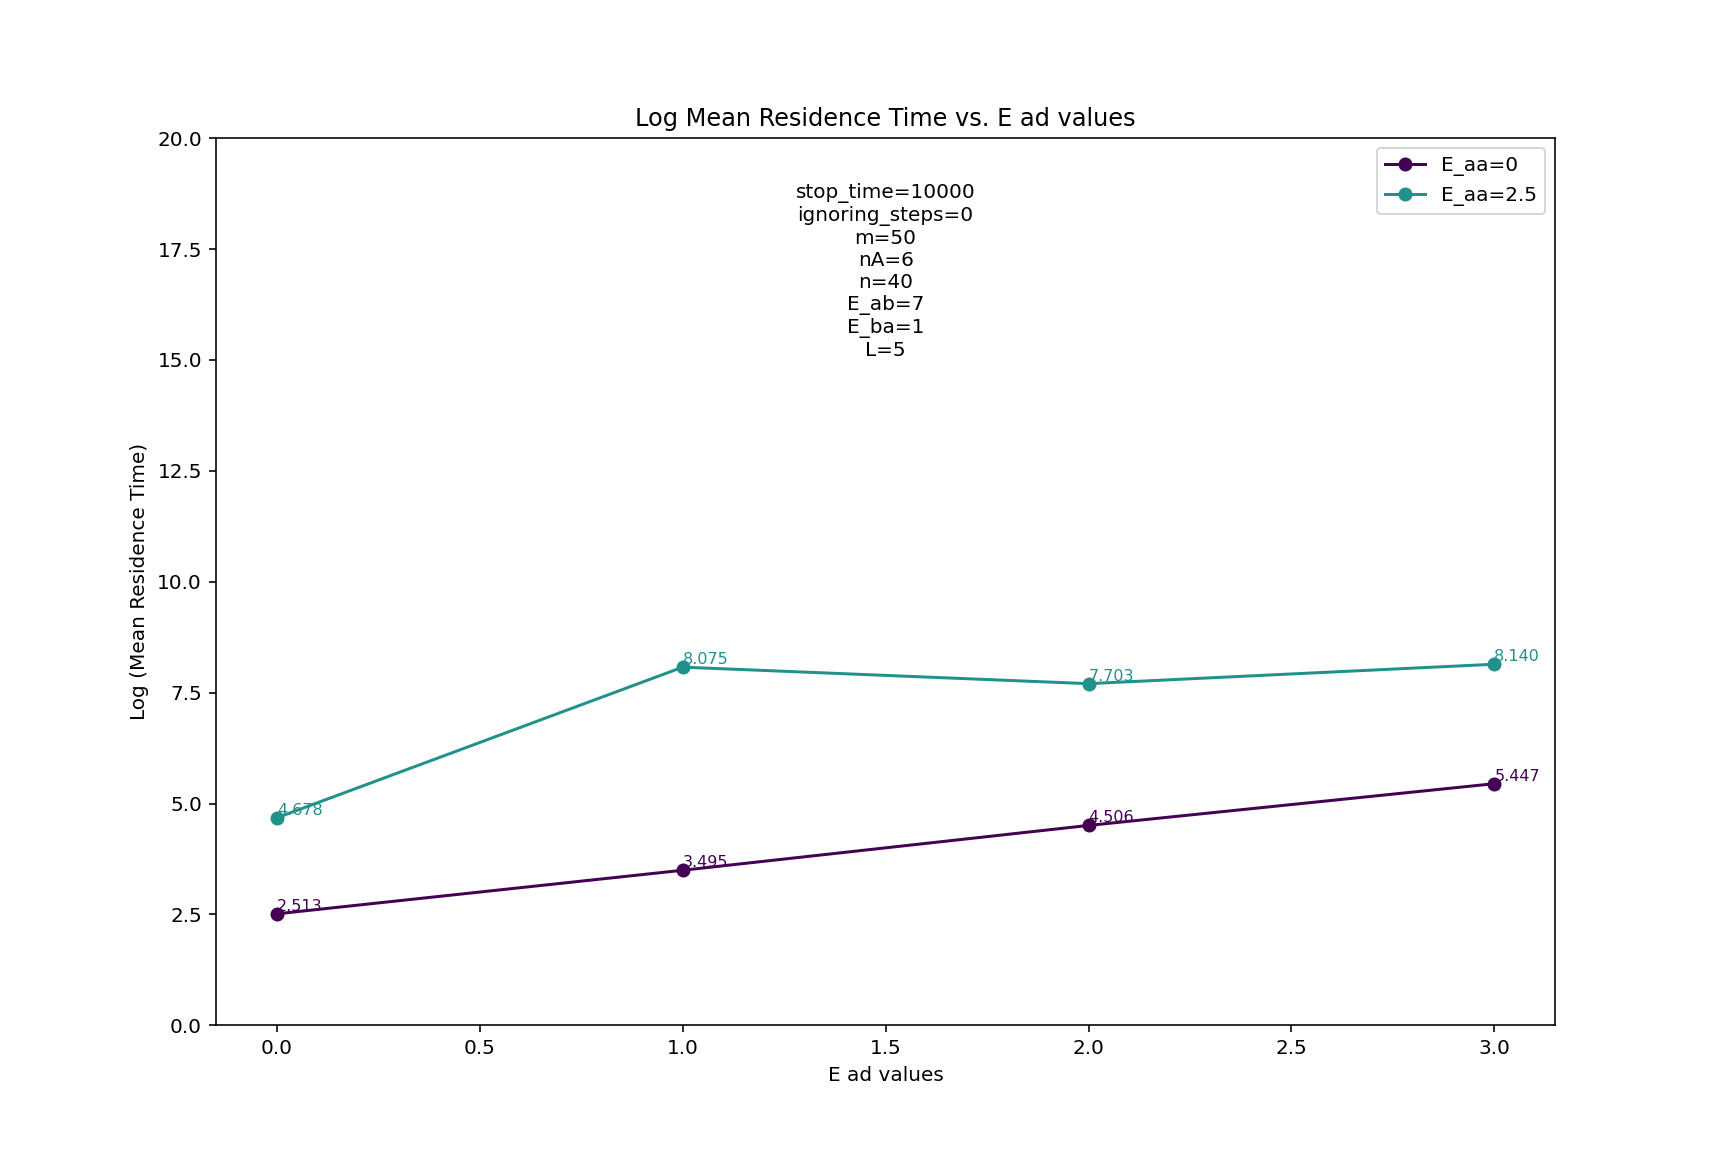 Log Mean Residence Time vs. E ad values
20.0
17.5
15.0
12.5
10.0
7.5
5.0
2.5
0.0
Log (Mean Residence Time)
stop_time=10000
ignoring_steps=0
m=50
nA=6
n=40
E_ab=7
E_ba=1
L=5
E_aa=0
E_aa=2.5
4.678
8.075
7.703
8.140
2.513
3.495
4.506
5.447
0.0 0.5 1.0 1.5 2.0 2.5 3.0
E ad values